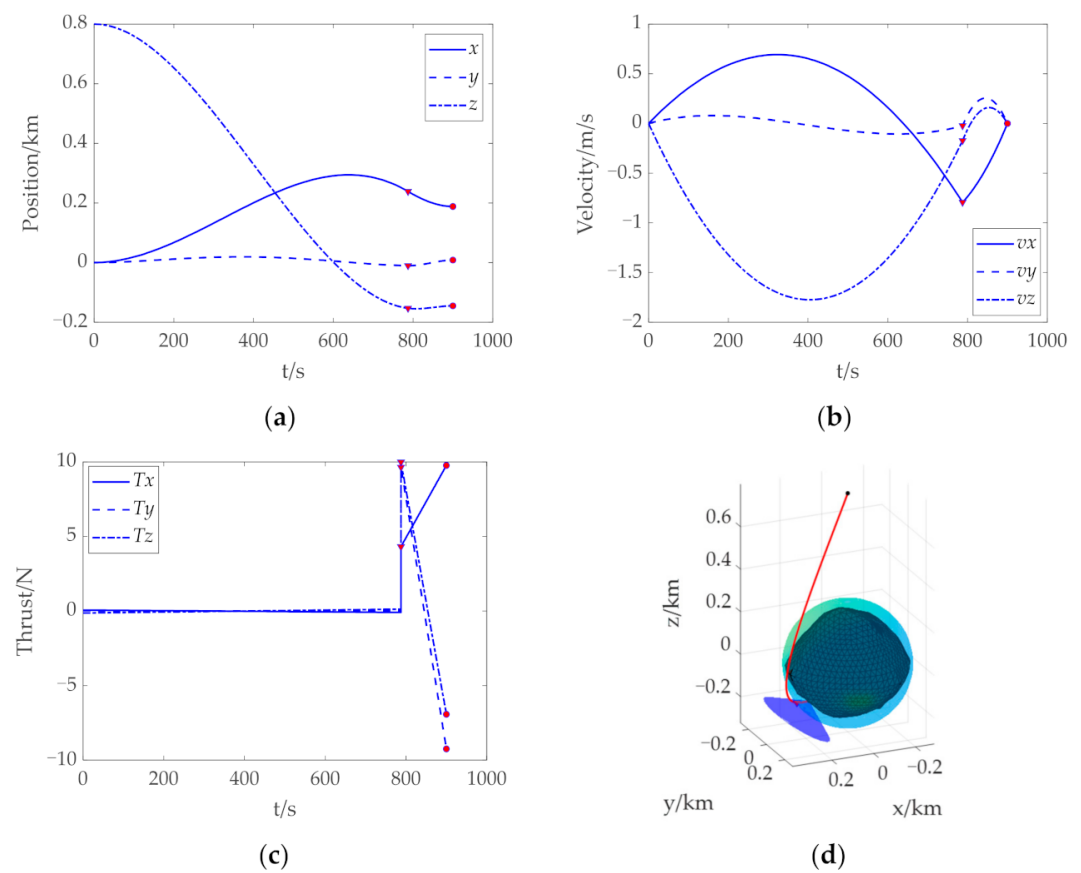 0.8
0.6
0.4
0.2
0
−0.2
Position/km
x
y
z
0 200 400 600 800 1000
t/s
(a)
1
0.5
0
−0.5
−1
−1.5
−2
Velocity/m/s
vx
vy
vz
0 200 400 600 800 1000
t/s
(b)
10
5
0
−5
−10
Thrust/N
Tx
Ty
Tz
0 200 400 600 800 1000
t/s
(c)
0.6
0.4
0.2
0
−0.2
z/km
−0.2
0
0.2
y/km
0.2 0 −0.2
x/km
(d)